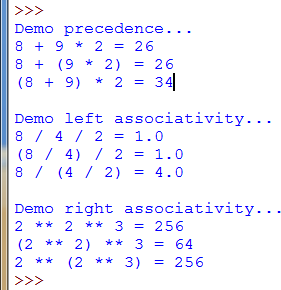 >>>
Demo precedence...
8 + 9 * 2 = 26
8 + (9 * 2) = 26
(8 + 9) * 2 = 34
Demo left associativity...
8 / 4 / 2 = 1.0
(8 / 4) / 2 = 1.0
8 / (4 / 2) = 4.0
Demo right associativity...
2 ** 2 ** 3 = 256
(2 ** 2) ** 3 = 64
2 ** (2 ** 3) = 256
>>>